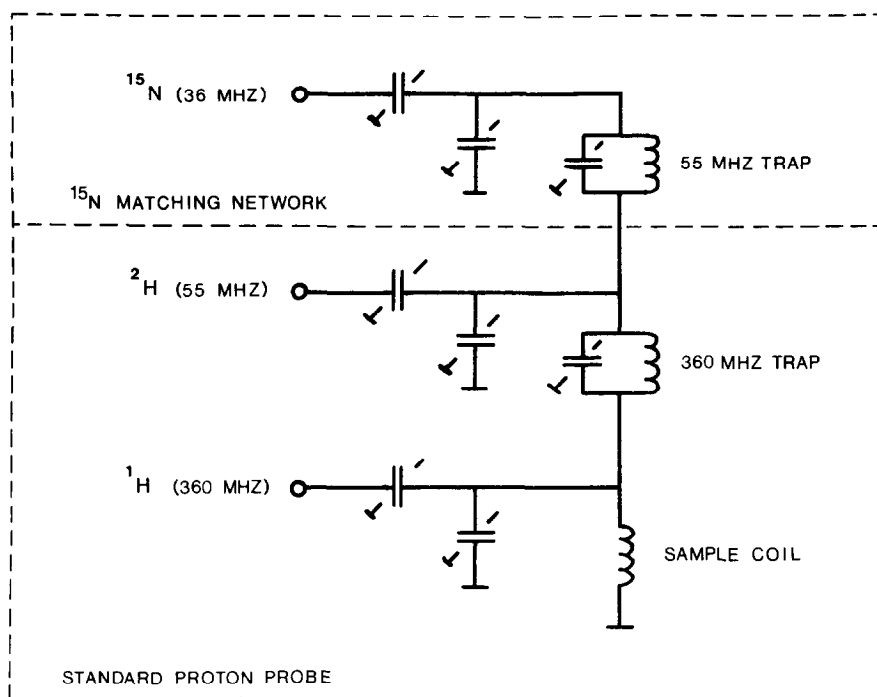 15N (36 MHZ)
55 MHZ TRAP
15N MATCHING NETWORK
2H (55 MHZ)
360 MHZ TRAP
1H (360 MHZ)
SAMPLE COIL
STANDARD PROTON PROBE